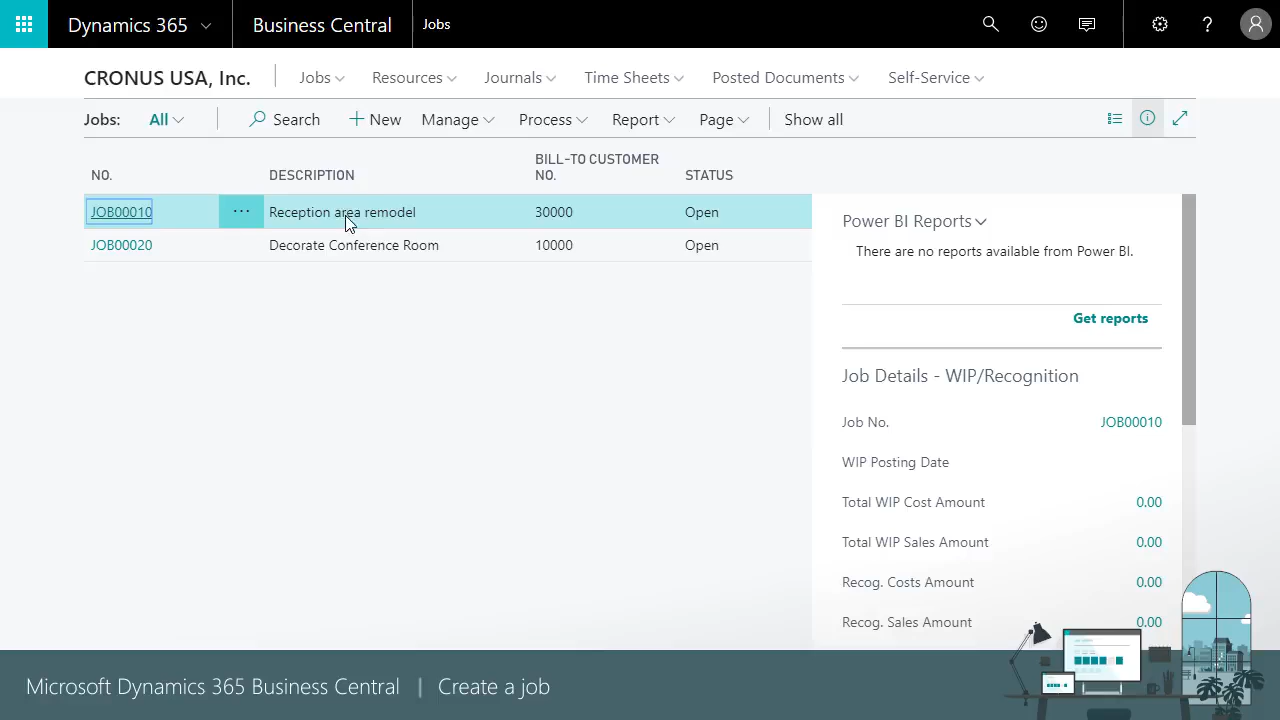 Dynamics 365 Business Central Jobs
CRONUS USA, Inc. Jobs Resources Journals Time Sheets Posted Documents Self-Service
Jobs: All Search New Manage Process Report Page Show all
NO. DESCRIPTION BILL-TO CUSTOMER NO. STATUS
JOB00010 ... Reception area remodel 30000 Open
JOB00020 Decorate Conference Room 10000 Open
Power BI Reports
There are no reports available from Power BI.
Get reports
Job Details - WIP/Recognition
Job No. JOB00010
WIP Posting Date
Total WIP Cost Amount 0.00
Total WIP Sales Amount 0.00
Recog. Costs Amount 0.00
Recog. Sales Amount 0.00
Microsoft Dynamics 365 Business Central | Create a job